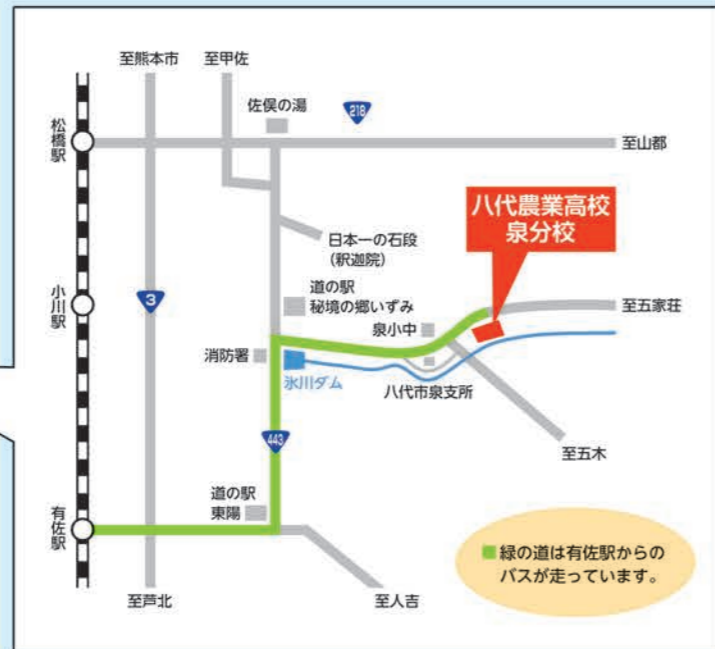 至熊本市
至甲佐
佐俣の湯
218
松橋駅
至山都
八代農業高校
泉分校
日本一の石段
(釈迦院)
道の駅
秘境の郷いずみ
小川駅
3
泉小中
至五家荘
消防署
氷川ダム
八代市泉支所
443
至五木
道の駅
東陽
有佐駅
緑の道は有佐駅からの
バスが走っています。
至芦北
至人吉